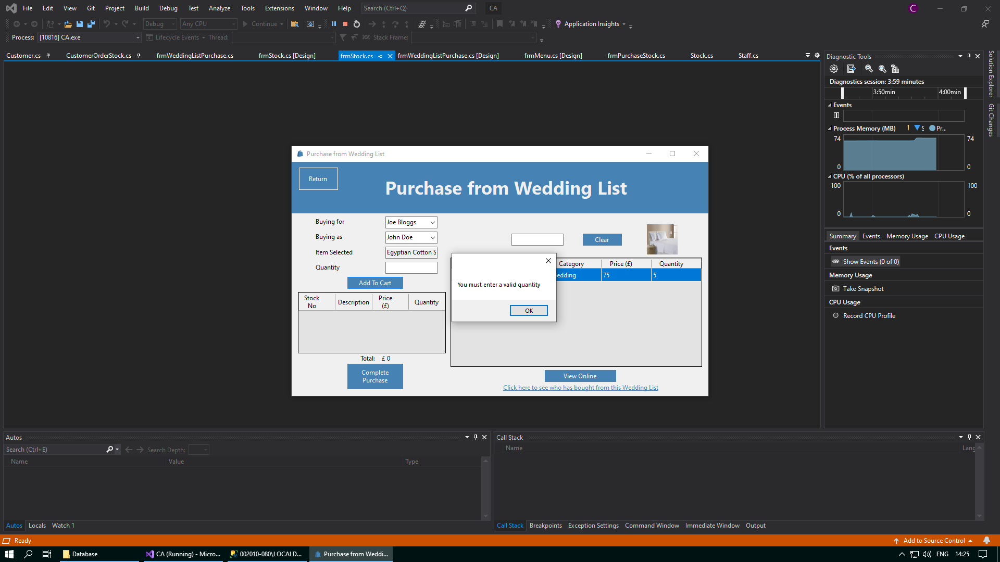 File Edit View Git Project Build Debug Test Analyze Tools Extensions Window Help Search (Ctrl+Q) CA C
Debug Any CPU Continue Application Insights
Process: [10816] CA.exe Lifecycle Events Thread: Stack Frame:
Customer.cs CustomerOrderStock.cs frmWeddingListPurchase.cs frmStock.cs [Design] frmStock.cs frmWeddingListPurchase.cs [Design] frmMenu.cs [Design] frmPurchaseStock.cs Stock.cs Staff.cs
Purchase from Wedding List
Return
Purchase from Wedding List
Buying for Joe Bloggs
Buying as John Doe
Clear
Item Selected Egyptian Cotton S
Quantity
Add To Cart
Category Price (£) Quantity
edding 75 5
You must enter a valid quantity
OK
Stock No Description Price (£) Quantity
Total: £ 0
Complete Purchase
View Online
Click here to see who has bought from this Wedding List
Diagnostic Tools
Diagnostics session: 3:59 minutes
3:50min 4:00min
Events
Process Memory (MB) S Pr...
74 74
0 0
CPU (% of all processors)
100 100
0 0
Summary Events Memory Usage CPU Usage
Events
Show Events (0 of 0)
Memory Usage
Take Snapshot
CPU Usage
Record CPU Profile
Solution Explorer
Git Changes
Autos
Search (Ctrl+E) Search Depth:
Name Value Type
Autos Locals Watch 1
Call Stack
Name Lang
Call Stack Breakpoints Exception Settings Command Window Immediate Window Output
Ready Add to Source Control
Database CA (Running) - Micro... 002010-080\LOCALD... Purchase from Weddi... ENG 14:25